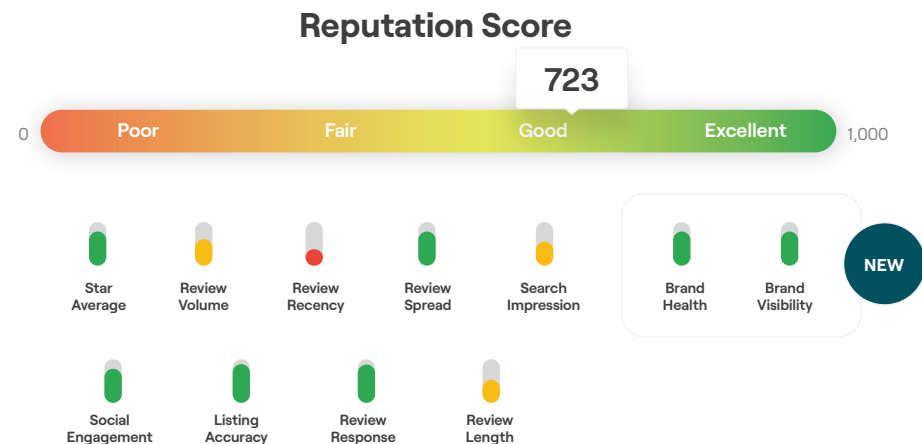 Reputation Score
723
0
Poor
Fair
Good
Excellent
1,000
Star
Average
Review
Volume
Review
Recency
Review
Spread
Search
Impression
Brand
Health
Brand
Visibility
NEW
Social
Engagement
Listing
Accuracy
Review
Response
Review
Length